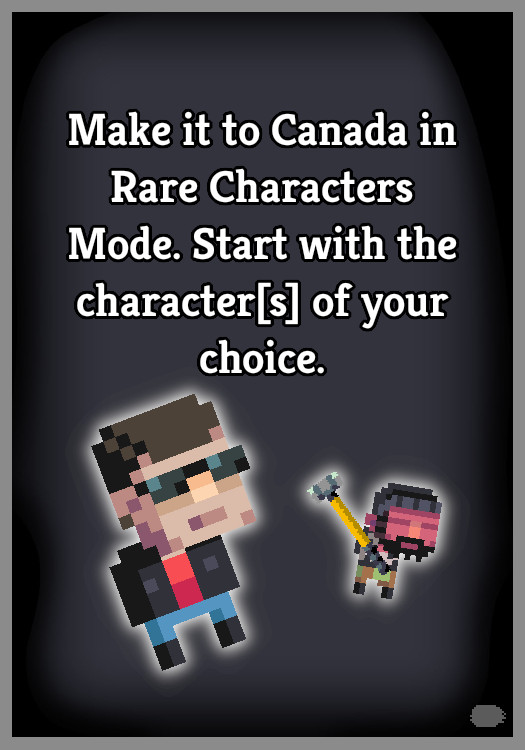 Make it to Canada in
Rare Characters
Mode. Start with the
character[s] of your
choice.